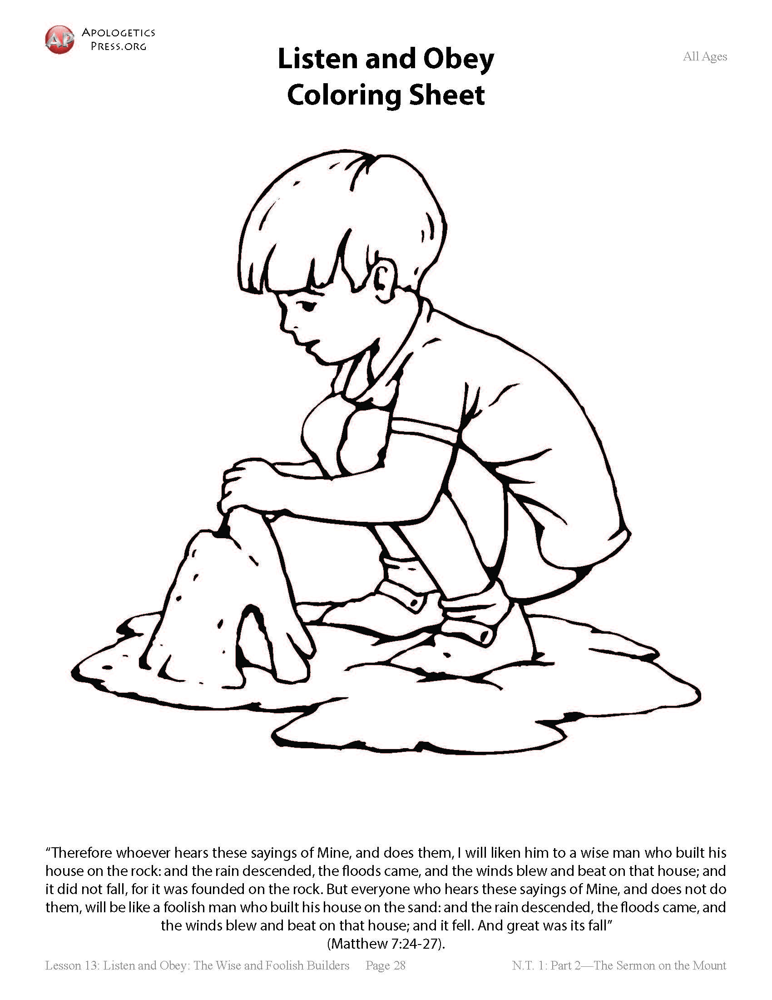 AP
APOLOGETICS
PRESS.ORG
Listen and Obey
Coloring Sheet
All Ages
“Therefore whoever hears these sayings of Mine, and does them, I will liken him to a wise man who built his
house on the rock: and the rain descended, the floods came, and the winds blew and beat on that house; and
it did not fall, for it was founded on the rock. But everyone who hears these sayings of Mine, and does not do
them, will be like a foolish man who built his house on the sand: and the rain descended, the floods came, and
the winds blew and beat on that house; and it fell. And great was its fall”
(Matthew 7:24-27).
Lesson 13: Listen and Obey: The Wise and Foolish Builders Page 28
N.T. 1: Part 2—The Sermon on the Mount